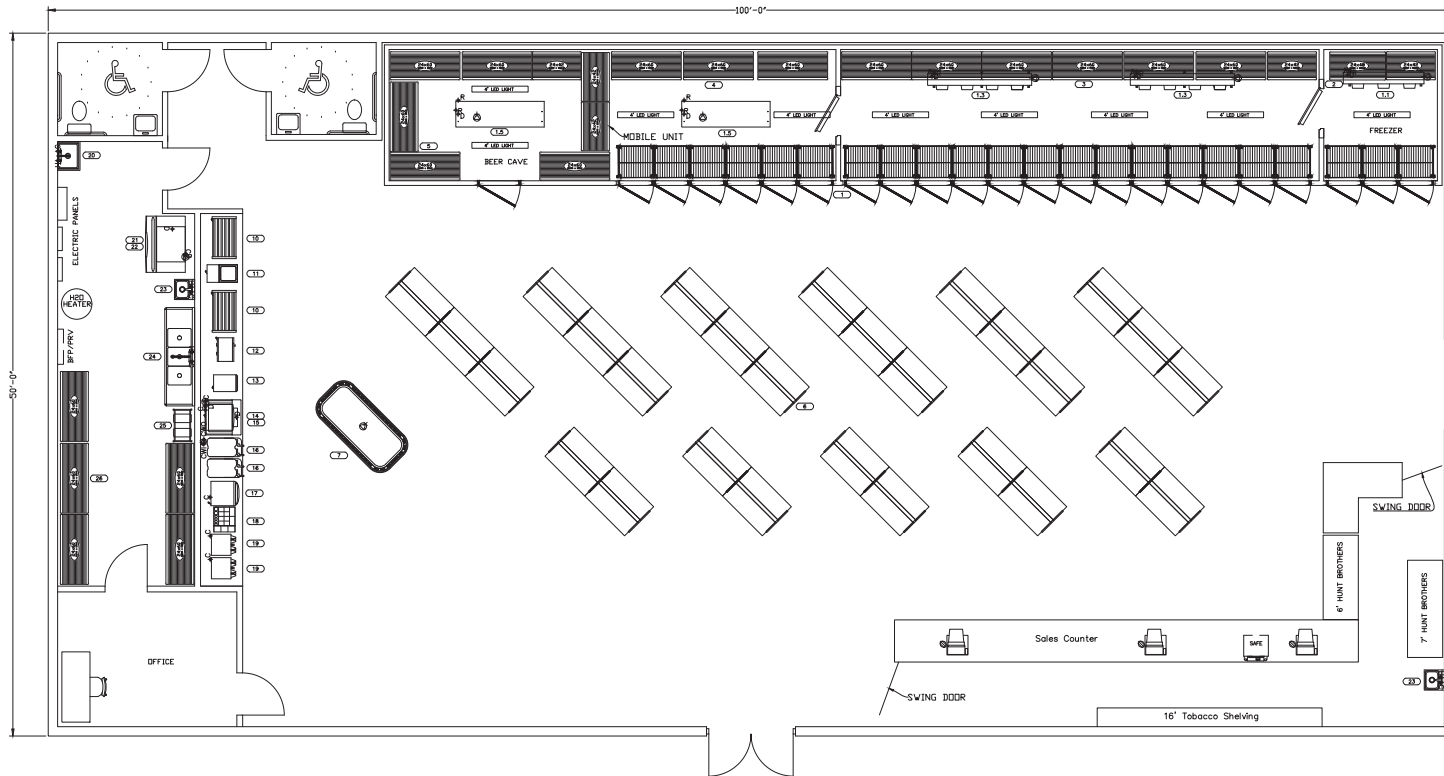 100'-0"
50'-0"
4" LED LIGHT
R
D
1.5
4" LED LIGHT
BEER CAVE
5
MOBILE UNIT
4
R
D
1.5
4" LED LIGHT
4" LED LIGHT
1.3
3
1.3
4" LED LIGHT
4" LED LIGHT
4" LED LIGHT
4" LED LIGHT
2
1.1
4" LED LIGHT
FREEZER
1
20
ELECTRIC PANELS
21
22
23
H2O
HEATER
BFP/PRV
24
25
26
10
11
10
12
13
14
15
16
16
17
18
19
19
7
6
OFFICE
SWING DOOR
6' HUNT BROTHERS
7' HUNT BROTHERS
Sales Counter
SAFE
23
SWING DOOR
16' Tobacco Shelving